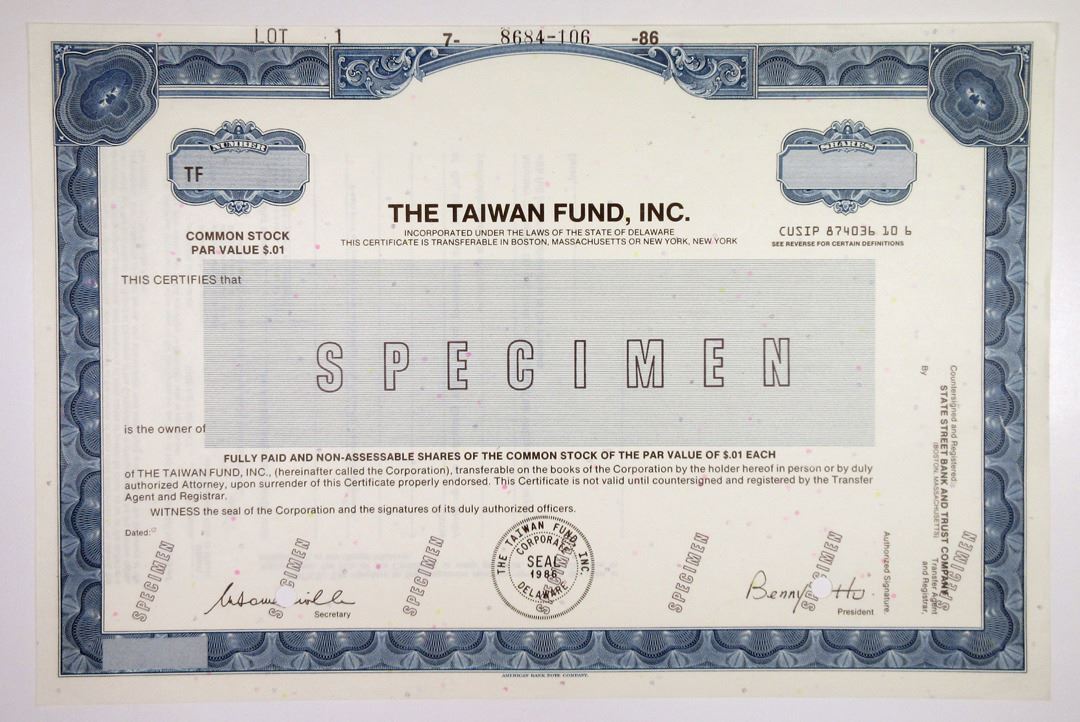 LOT 1 7- 8684-106 -86
NUMBER
SHARES
TF
THE TAIWAN FUND, INC.
INCORPORATED UNDER THE LAWS OF THE STATE OF DELAWARE
THIS CERTIFICATE IS TRANSFERABLE IN BOSTON, MASSACHUSETTS OR NEW YORK, NEW YORK
COMMON STOCK
PAR VALUE $.01
CUSIP 874036 10 6
SEE REVERSE FOR CERTAIN DEFINITIONS
THIS CERTIFIES that
SPECIMEN
is the owner of
FULLY PAID AND NON-ASSESSABLE SHARES OF THE COMMON STOCK OF THE PAR VALUE OF $.01 EACH
of THE TAIWAN FUND, INC., (hereinafter called the Corporation), transferable on the books of the Corporation by the holder hereof in person or by duly
authorized Attorney, upon surrender of this Certificate properly endorsed. This Certificate is not valid until countersigned and registered by the Transfer
Agent and Registrar.
WITNESS the seal of the Corporation and the signatures of its duly authorized officers.
Dated:
SPECIMEN
SPECIMEN
SPECIMEN
SPECIMEN
SPECIMEN
SPECIMEN
THE TAIWAN FUND, INC.
CORPORATE
SEAL
1986
DELAWARE
Secretary
Benny
President
Countersigned and Registered:
STATE STREET BANK AND TRUST COMPANY
(BOSTON, MASSACHUSETTS)
Transfer Agent
and Registrar,
By
Authorized Signature.
AMERICAN BANK NOTE COMPANY.